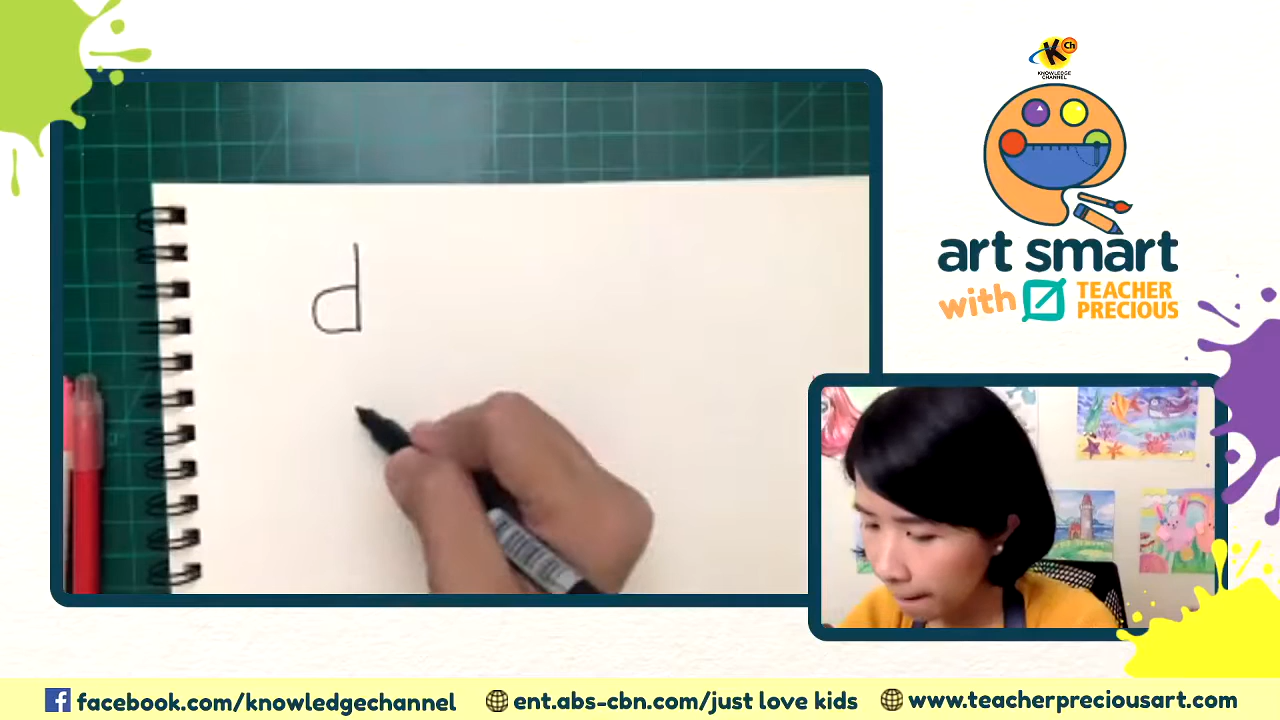 K Ch
KNOWLEDGE
CHANNEL
art smart
with TEACHER
PRECIOUS
d
facebook.com/knowledgechannel
ent.abs-cbn.com/just love kids
www.teacherpreciousart.com